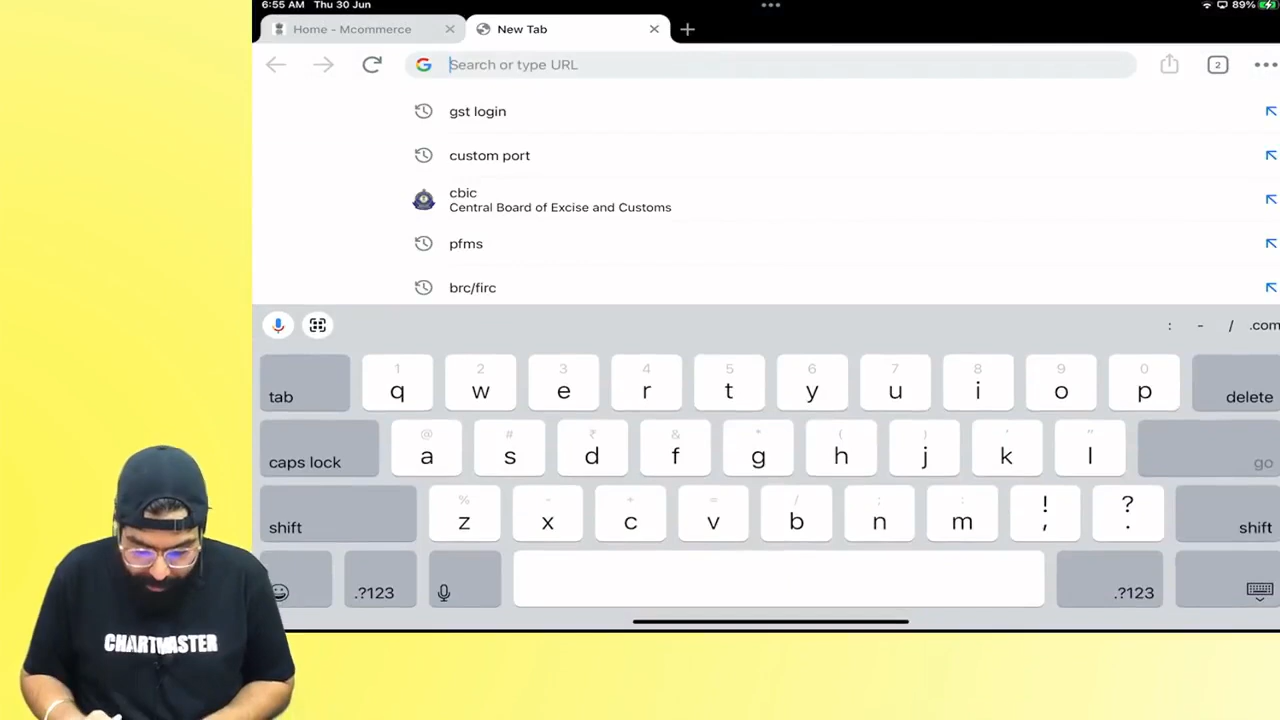 6:55 AM Thu 30 Jun
89%
Home - Mcommerce
New Tab
Search or type URL
2
gst login
custom port
cbic
Central Board of Excise and Customs
pfms
brc/firc
: - / .com
1 2 3 4 5 6 7 8 9 0
tab q w e r t y u i o p delete
@ # ₹ & * ( ) ' "
caps lock a s d f g h j k l go
% - + = / ; : ! ?
shift z x c v b n m , . shift
.?123 .?123
CHARTMASTER